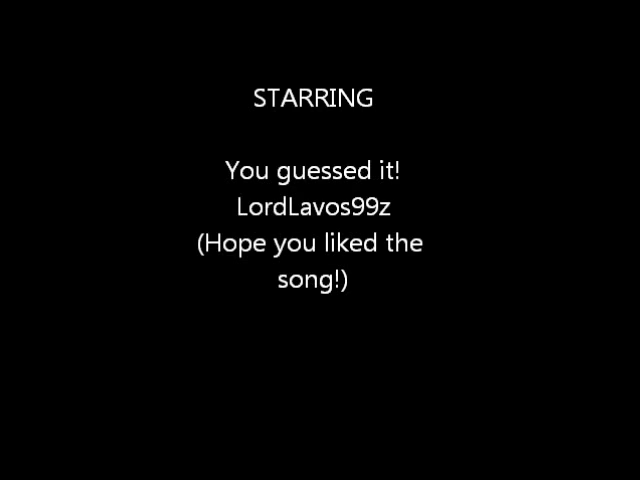 STARRING
You guessed it!
LordLavos99z
(Hope you liked the
song!)